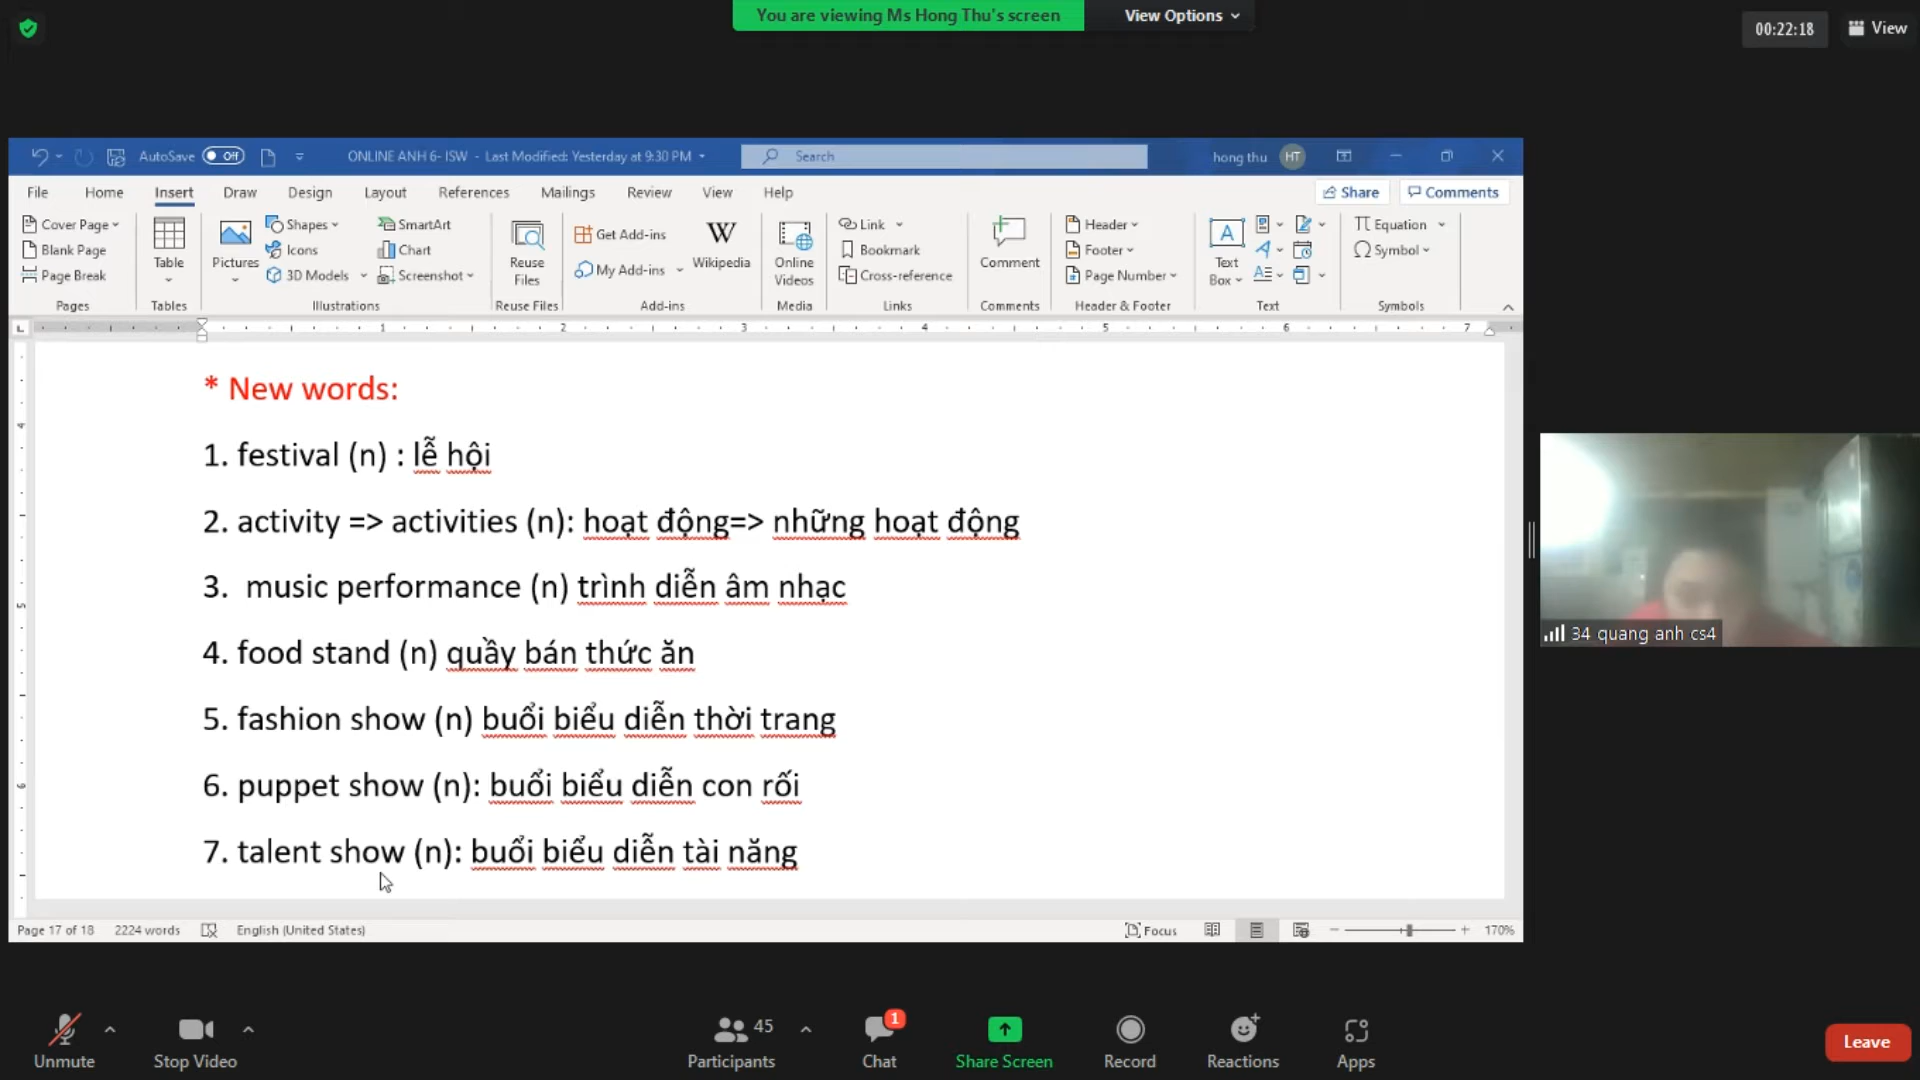 You are viewing Ms Hong Thu's screen
View Options
00:22:18
View
AutoSave Off
ONLINE ANH 6- ISW - Last Modified: Yesterday at 9:30 PM
Search
hong thu HT
File Home Insert Draw Design Layout References Mailings Review View Help
Share
Comments
Cover Page
Blank Page
Page Break
Pages
Table
Tables
Pictures
Shapes
Icons
3D Models
SmartArt
Chart
Screenshot
Illustrations
Reuse Files
Reuse Files
Get Add-ins
My Add-ins
Wikipedia
Add-ins
Online Videos
Media
Link
Bookmark
Cross-reference
Links
Comment
Comments
Header
Footer
Page Number
Header & Footer
Text Box
Text
Equation
Symbol
Symbols
1 2 3 4 5 6 7
* New words:
1. festival (n) : lễ hội
2. activity => activities (n): hoạt động=> những hoạt động
3. music performance (n) trình diễn âm nhạc
4. food stand (n) quầy bán thức ăn
5. fashion show (n) buổi biểu diễn thời trang
6. puppet show (n): buổi biểu diễn con rối
7. talent show (n): buổi biểu diễn tài năng
34 quang anh cs4
Page 17 of 18
2224 words
English (United States)
Focus
170%
Unmute
Stop Video
Participants 45
Chat 1
Share Screen
Record
Reactions
Apps
Leave